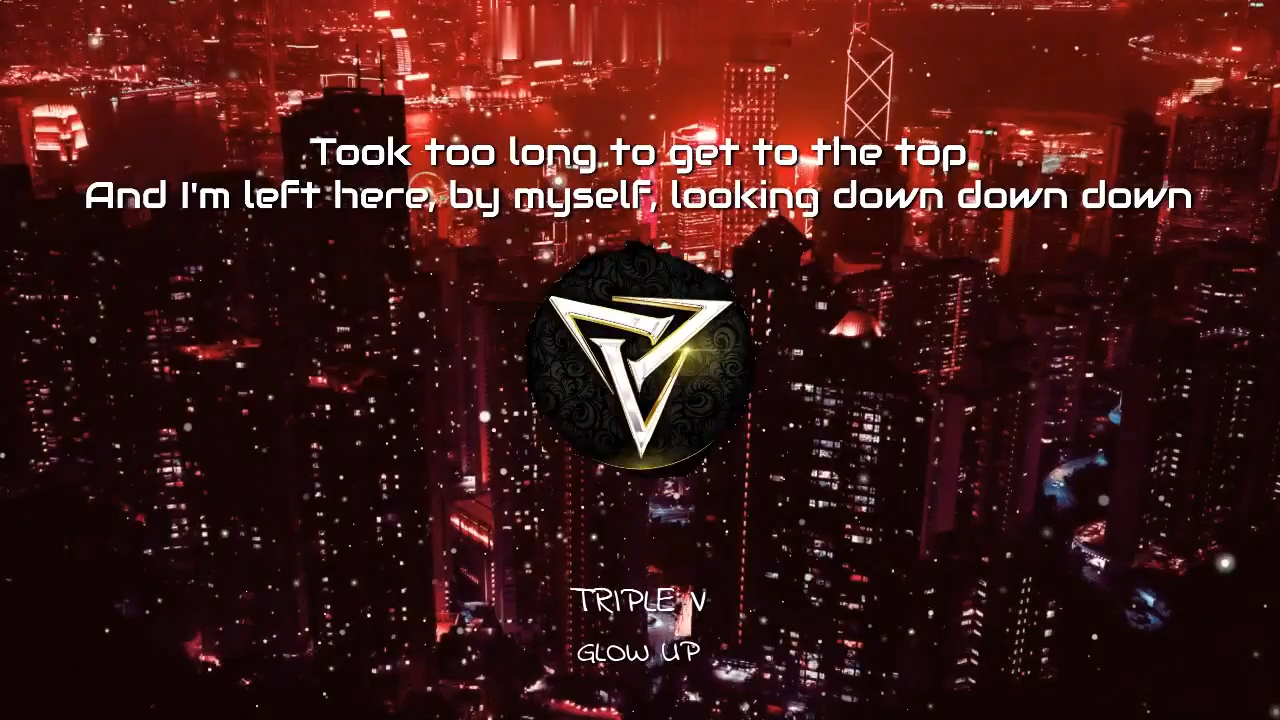 Took too long to get to the top
And I'm left here, by myself, looking down down down
TRIPLE V
GLOW UP